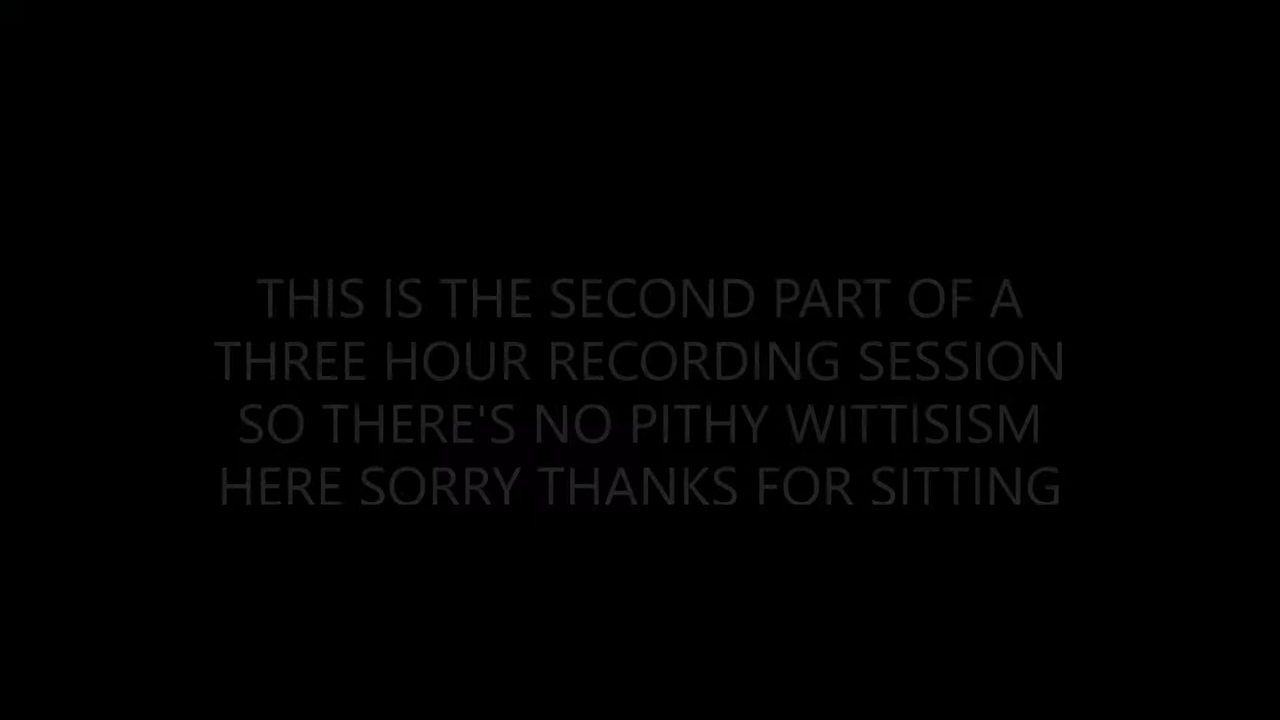 THIS IS THE SECOND PART OF A
THREE HOUR RECORDING SESSION
SO THERE'S NO PITHY WITTISISM
HERE SORRY THANKS FOR SITTING